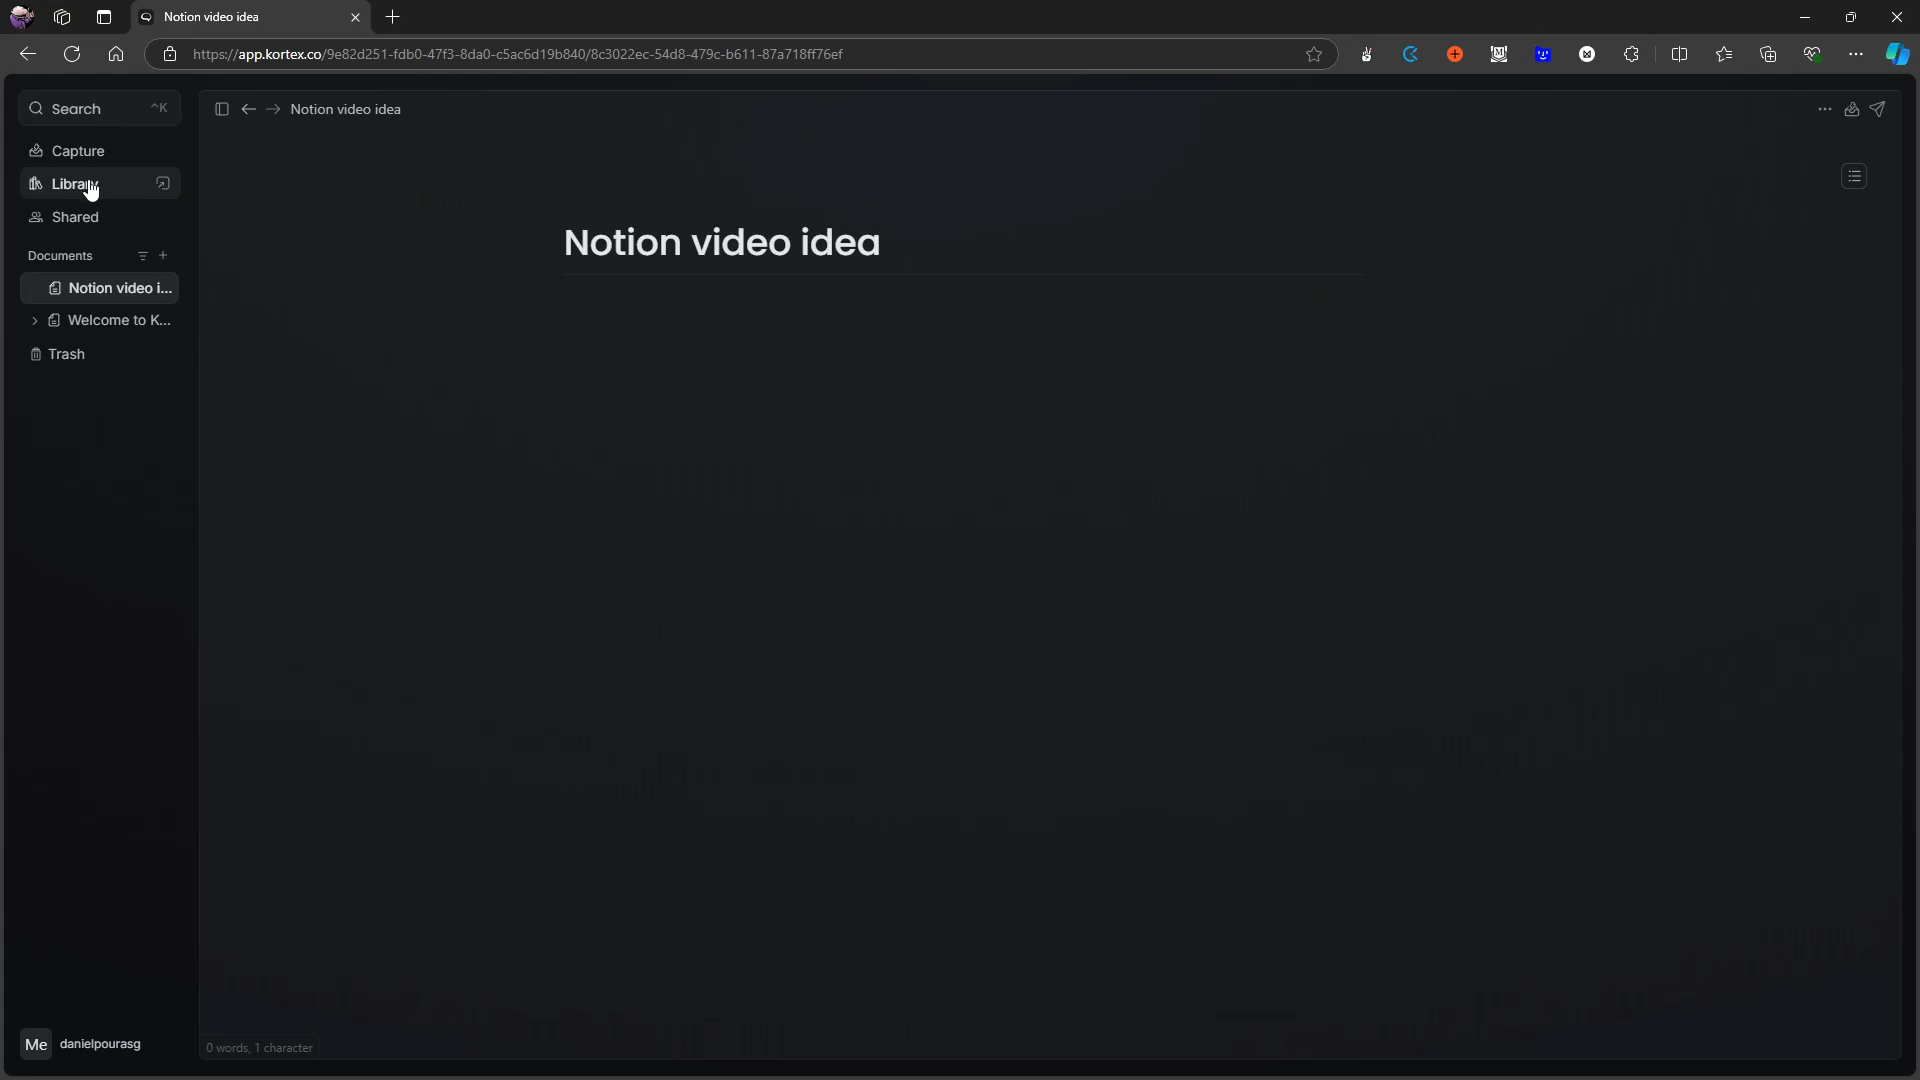 Notion video idea
https://app.kortex.co/9e82d251-fdb0-47f3-8da0-c5ac6d19b840/8c3022ec-54d8-479c-b611-87a718ff76ef
Search ^K
Notion video idea
Capture
Library
Shared
Notion video idea
Documents
Notion video i...
Welcome to K...
Trash
Me danielpourasg
0 words, 1 character